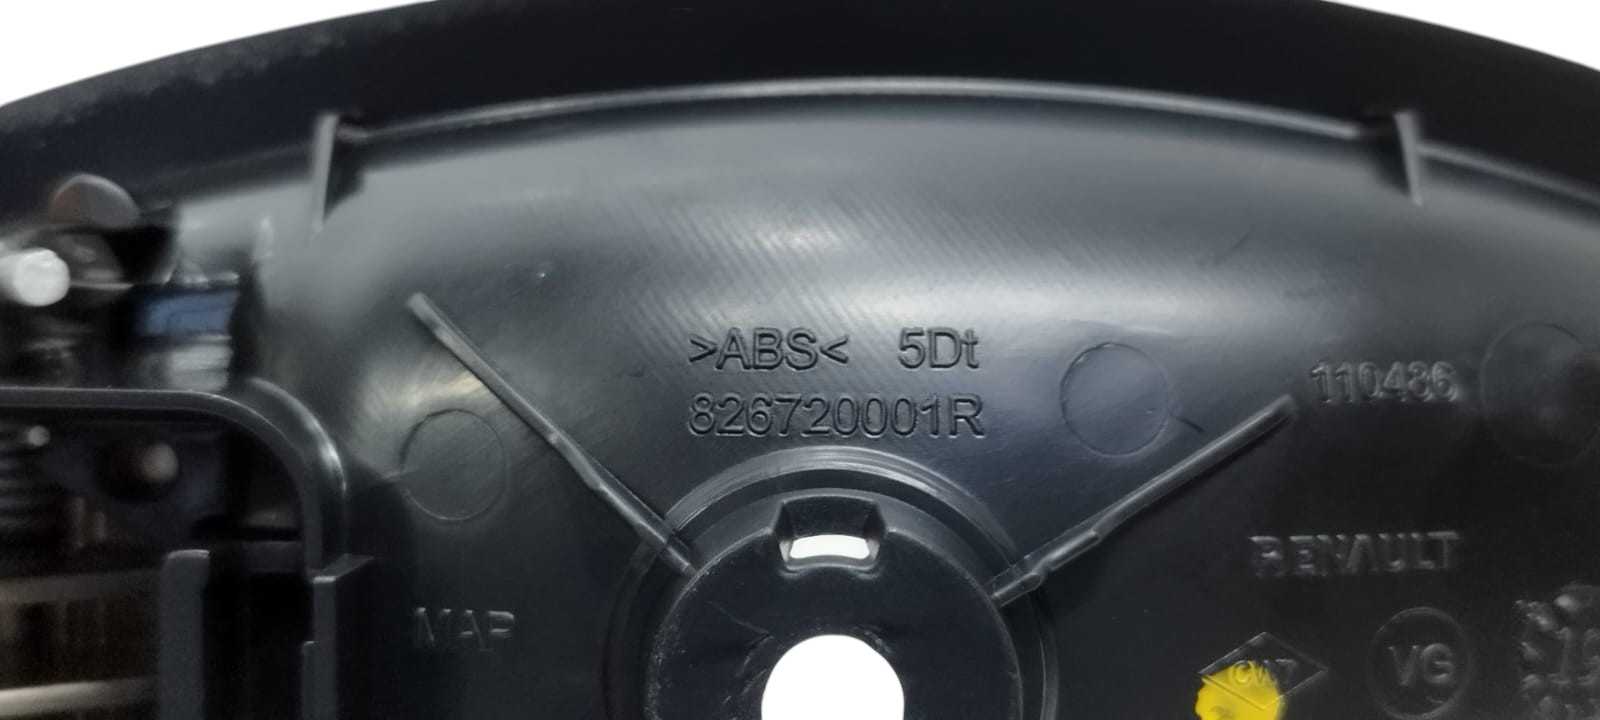 >ABS< 5Dt
826720001R
110486
RENAULT
MAP
VG